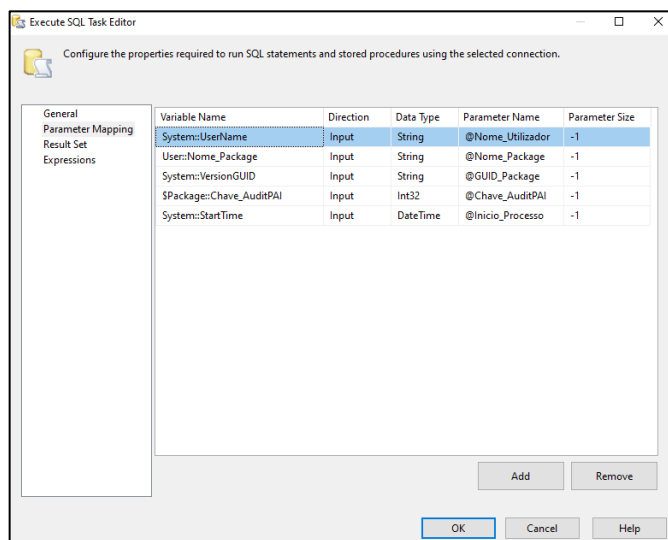 Execute SQL Task Editor
Configure the properties required to run SQL statements and stored procedures using the selected connection.
General
Parameter Mapping
Result Set
Expressions
Variable Name Direction Data Type Parameter Name Parameter Size
System::UserName Input String @Nome_Utilizador -1
User::Nome_Package Input String @Nome_Package -1
System::VersionGUID Input String @GUID_Package -1
$Package::Chave_AuditPAI Input Int32 @Chave_AuditPAI -1
System::StartTime Input DateTime @Inicio_Processo -1
Add Remove
OK Cancel Help